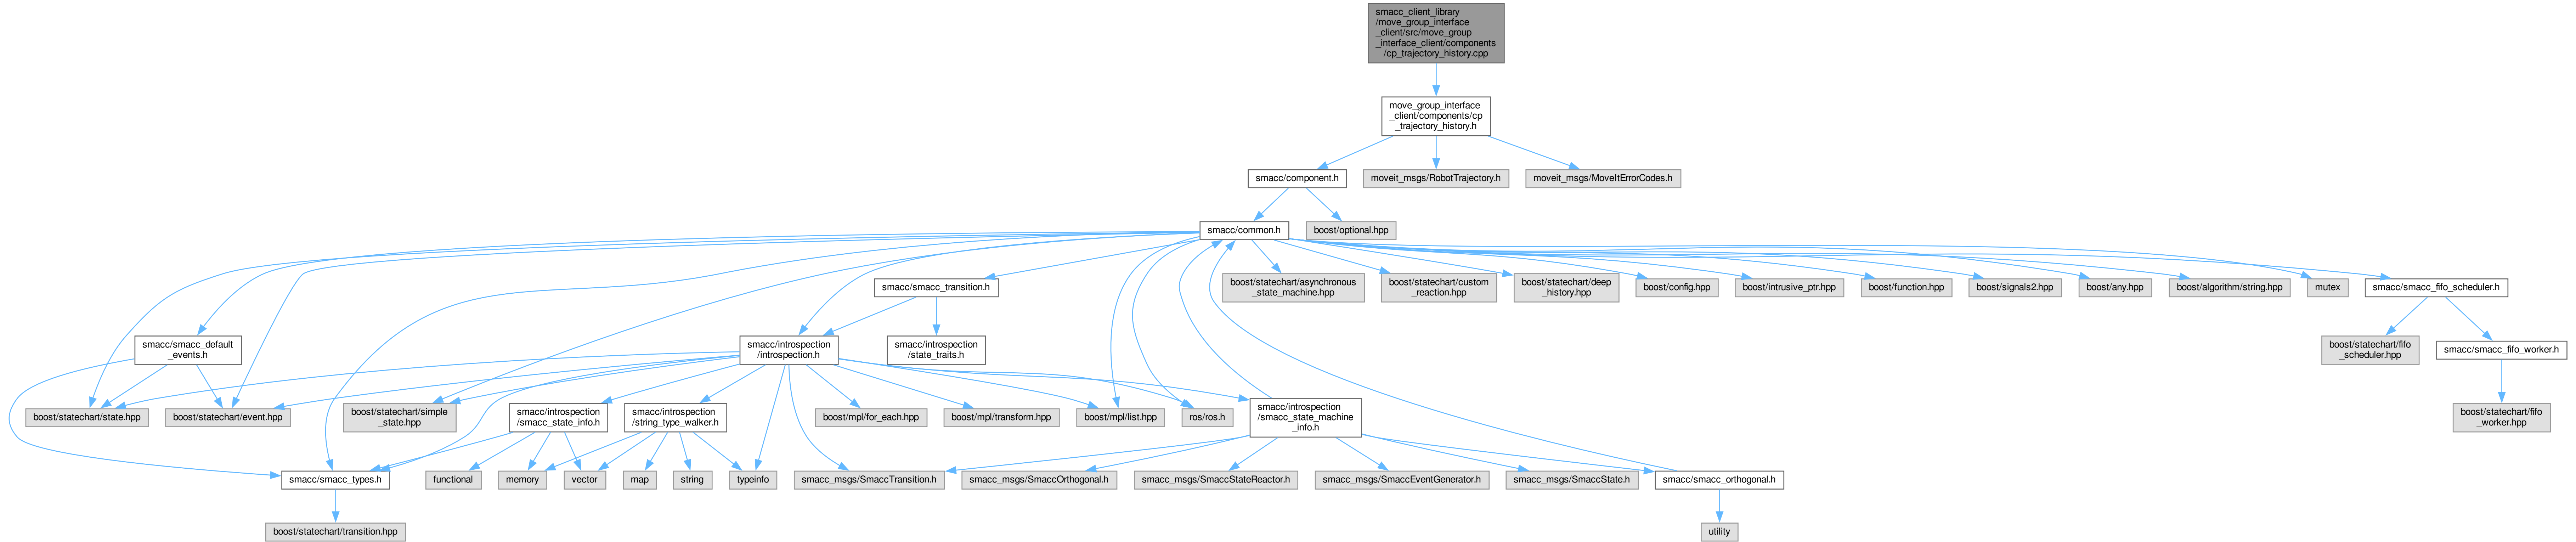 smacc_client_library
/move_group_interface
_client/src/move_group
_interface_client/components
/cp_trajectory_history.cpp
move_group_interface
_client/components/cp
_trajectory_history.h
smacc/component.h
moveit_msgs/RobotTrajectory.h
moveit_msgs/MoveItErrorCodes.h
smacc/common.h
boost/optional.hpp
smacc/smacc_transition.h
boost/statechart/asynchronous
_state_machine.hpp
boost/statechart/custom
_reaction.hpp
boost/statechart/deep
_history.hpp
boost/config.hpp
boost/intrusive_ptr.hpp
boost/function.hpp
boost/signals2.hpp
boost/any.hpp
boost/algorithm/string.hpp
mutex
smacc/smacc_fifo_scheduler.h
smacc/smacc_default
_events.h
smacc/introspection
/introspection.h
smacc/introspection
/state_traits.h
boost/statechart/fifo
_scheduler.hpp
smacc/smacc_fifo_worker.h
boost/statechart/state.hpp
boost/statechart/event.hpp
boost/statechart/simple
_state.hpp
smacc/introspection
/smacc_state_info.h
smacc/introspection
/string_type_walker.h
boost/mpl/for_each.hpp
boost/mpl/transform.hpp
boost/mpl/list.hpp
ros/ros.h
smacc/introspection
/smacc_state_machine
_info.h
boost/statechart/fifo
_worker.hpp
smacc/smacc_types.h
functional
memory
vector
map
string
typeinfo
smacc_msgs/SmaccTransition.h
smacc_msgs/SmaccOrthogonal.h
smacc_msgs/SmaccStateReactor.h
smacc_msgs/SmaccEventGenerator.h
smacc_msgs/SmaccState.h
smacc/smacc_orthogonal.h
boost/statechart/transition.hpp
utility